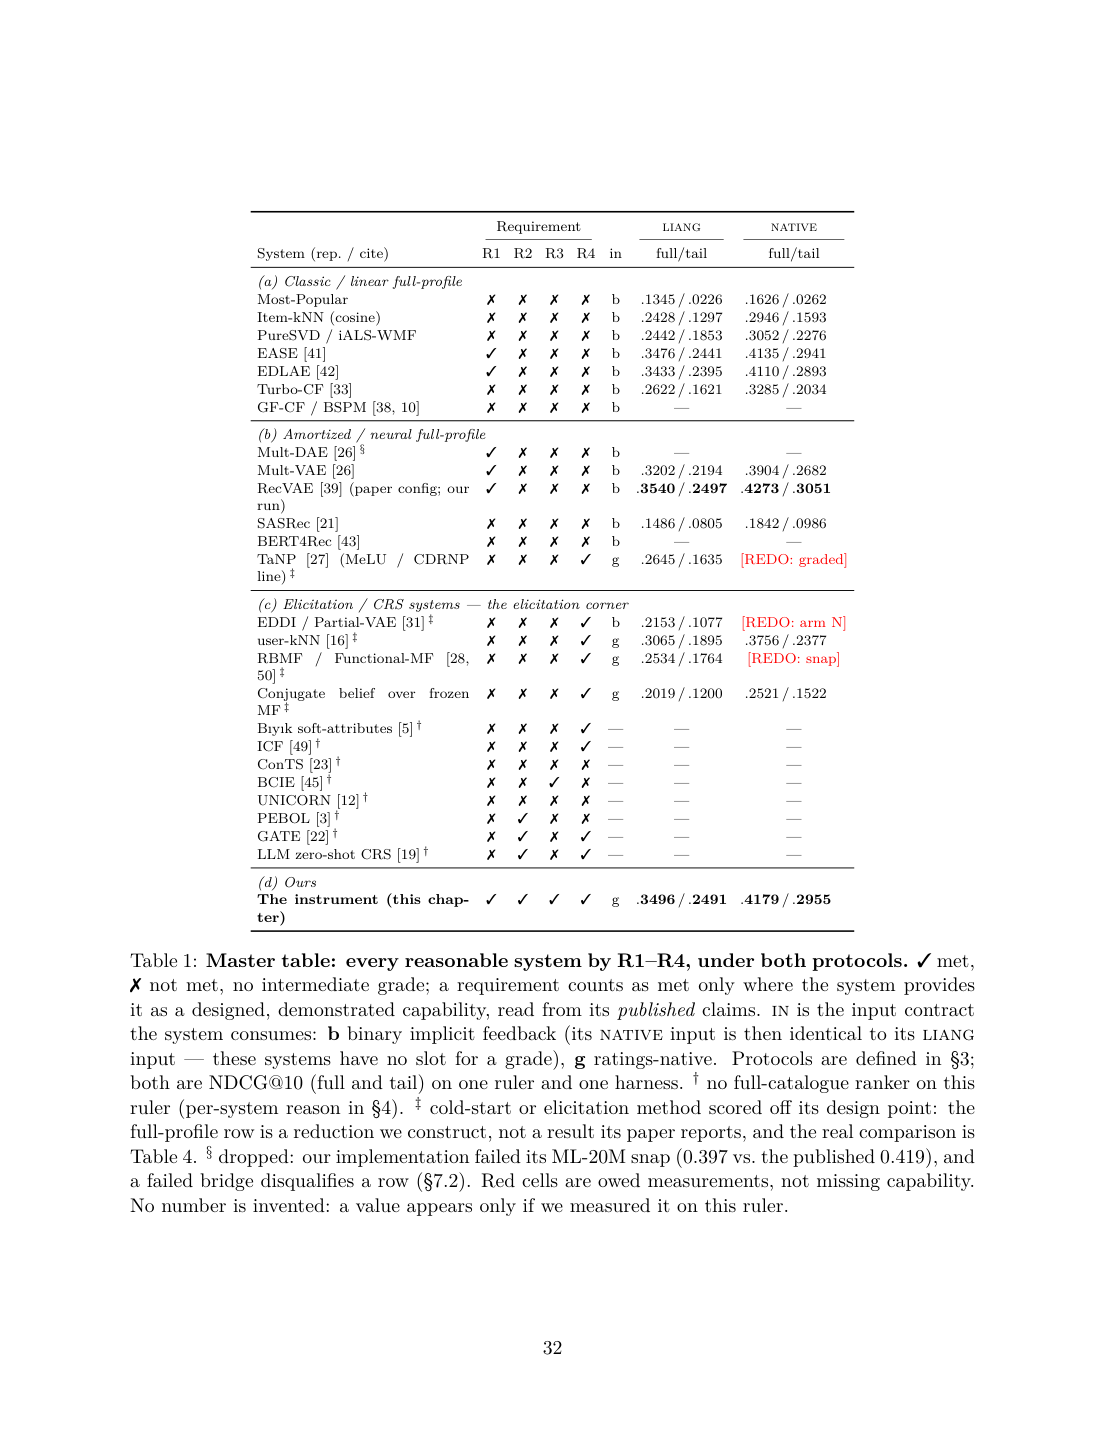 Requirement LIANG NATIVE
System (rep. / cite) R1 R2 R3 R4 in full/tail full/tail
(a) Classic / linear full-profile
Most-Popular ✗ ✗ ✗ ✗ b .1345 / .0226 .1626 / .0262
Item-kNN (cosine) ✗ ✗ ✗ ✗ b .2428 / .1297 .2946 / .1593
PureSVD / iALS-WMF ✗ ✗ ✗ ✗ b .2442 / .1853 .3052 / .2276
EASE [41] ✓ ✗ ✗ ✗ b .3476 / .2441 .4135 / .2941
EDLAE [42] ✓ ✗ ✗ ✗ b .3433 / .2395 .4110 / .2893
Turbo-CF [33] ✗ ✗ ✗ ✗ b .2622 / .1621 .3285 / .2034
GF-CF / BSPM [38, 10] ✗ ✗ ✗ ✗ b — —
(b) Amortized / neural full-profile
Mult-DAE [26] § ✓ ✗ ✗ ✗ b — —
Mult-VAE [26] ✓ ✗ ✗ ✗ b .3202 / .2194 .3904 / .2682
RecVAE [39] (paper config; our ✓ ✗ ✗ ✗ b .3540 / .2497 .4273 / .3051
run)
SASRec [21] ✗ ✗ ✗ ✗ b .1486 / .0805 .1842 / .0986
BERT4Rec [43] ✗ ✗ ✗ ✗ b — —
TaNP [27] (MeLU / CDRNP ✗ ✗ ✗ ✓ g .2645 / .1635 [REDO: graded]
line) ‡
(c) Elicitation / CRS systems — the elicitation corner
EDDI / Partial-VAE [31] ‡ ✗ ✗ ✗ ✓ b .2153 / .1077 [REDO: arm N]
user-kNN [16] ‡ ✗ ✗ ✗ ✓ g .3065 / .1895 .3756 / .2377
RBMF / Functional-MF [28, ✗ ✗ ✗ ✓ g .2534 / .1764 [REDO: snap]
50] ‡
Conjugate belief over frozen ✗ ✗ ✗ ✓ g .2019 / .1200 .2521 / .1522
MF ‡
Bıyık soft-attributes [5] † ✗ ✗ ✗ ✓ — — —
ICF [49] † ✗ ✗ ✗ ✓ — — —
ConTS [23] † ✗ ✗ ✗ ✗ — — —
BCIE [45] † ✗ ✗ ✓ ✗ — — —
UNICORN [12] † ✗ ✗ ✗ ✗ — — —
PEBOL [3] † ✗ ✓ ✗ ✗ — — —
GATE [22] † ✗ ✓ ✗ ✓ — — —
LLM zero-shot CRS [19] † ✗ ✓ ✗ ✓ — — —
(d) Ours
The instrument (this chap- ✓ ✓ ✓ ✓ g .3496 / .2491 .4179 / .2955
ter)
Table 1: Master table: every reasonable system by R1–R4, under both protocols. ✓ met,
✗ not met, no intermediate grade; a requirement counts as met only where the system provides
it as a designed, demonstrated capability, read from its published claims. IN is the input contract
the system consumes: b binary implicit feedback (its NATIVE input is then identical to its LIANG
input — these systems have no slot for a grade), g ratings-native. Protocols are defined in §3;
both are NDCG@10 (full and tail) on one ruler and one harness. † no full-catalogue ranker on this
ruler (per-system reason in §4). ‡ cold-start or elicitation method scored off its design point: the
full-profile row is a reduction we construct, not a result its paper reports, and the real comparison is
Table 4. § dropped: our implementation failed its ML-20M snap (0.397 vs. the published 0.419), and
a failed bridge disqualifies a row (§7.2). Red cells are owed measurements, not missing capability.
No number is invented: a value appears only if we measured it on this ruler.
32